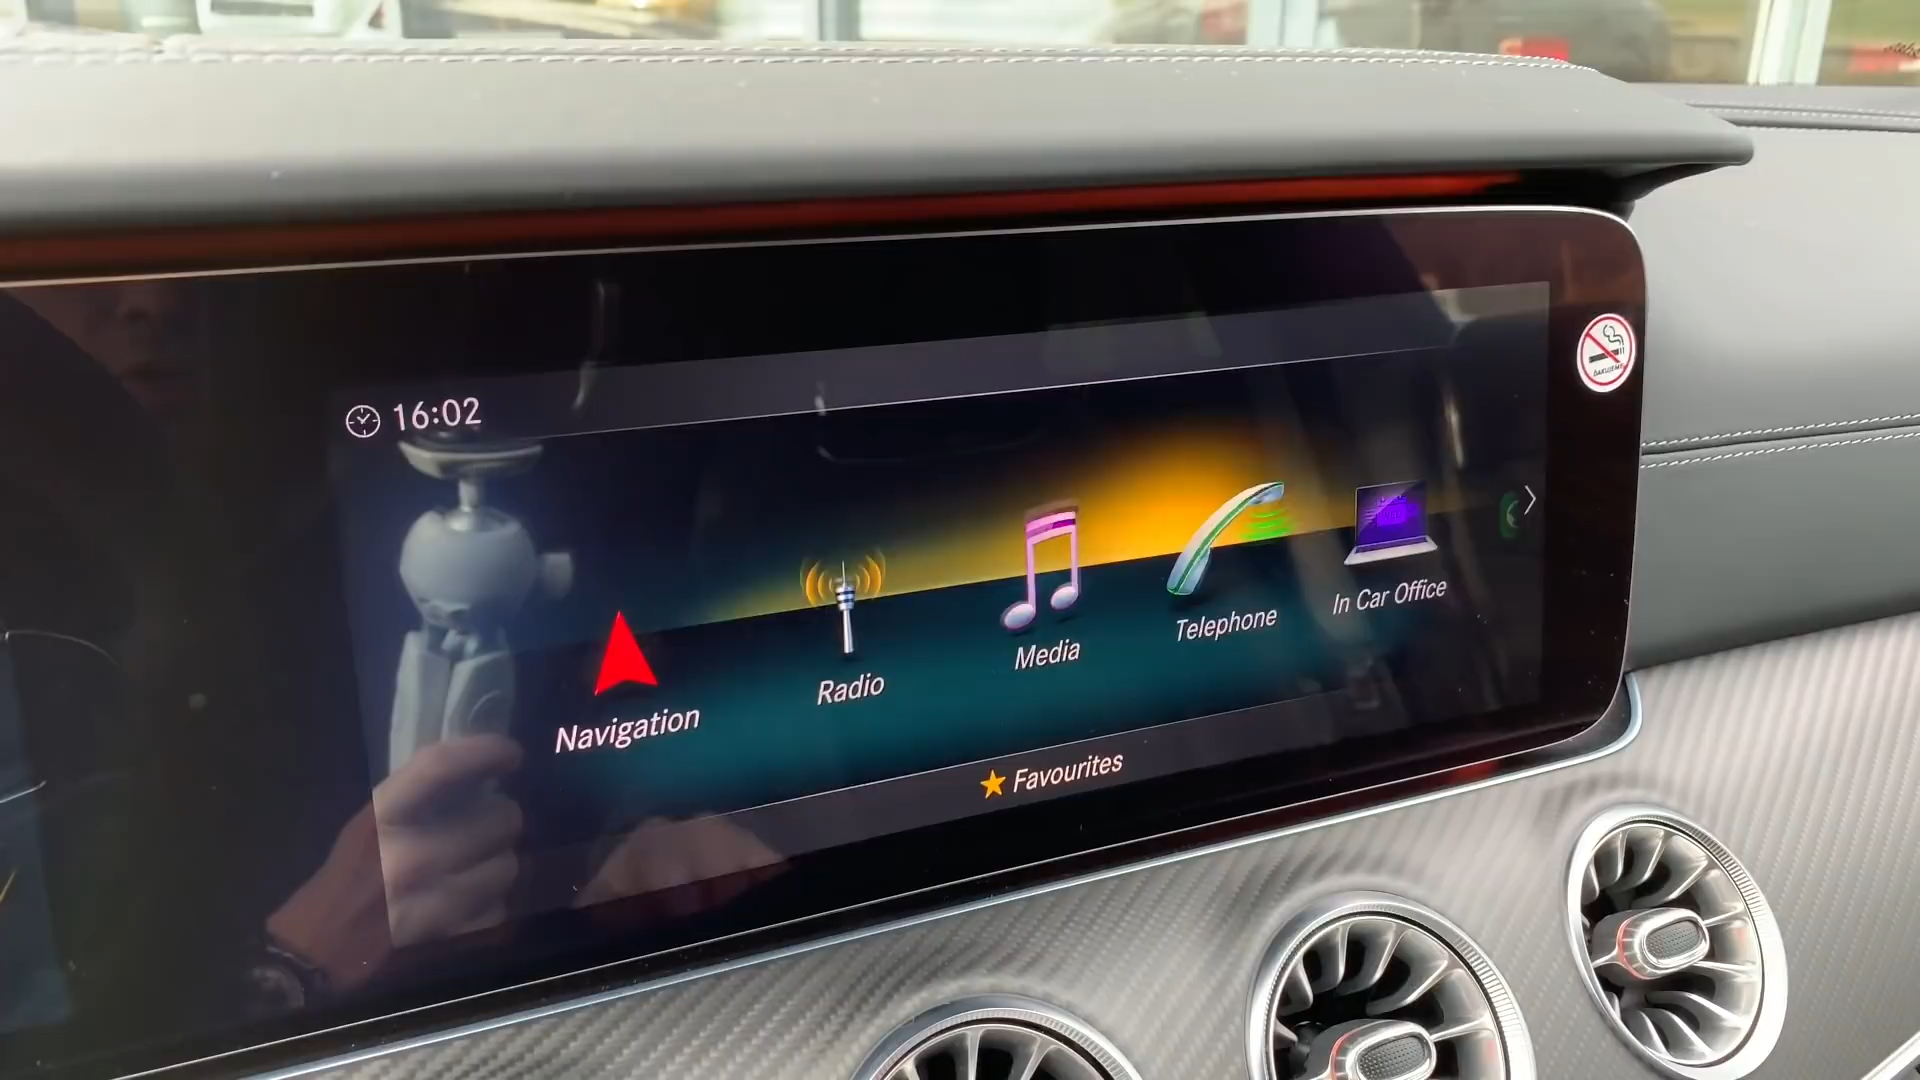 16:02
Navigation
Radio
Media
Telephone
In Car Office
Favourites